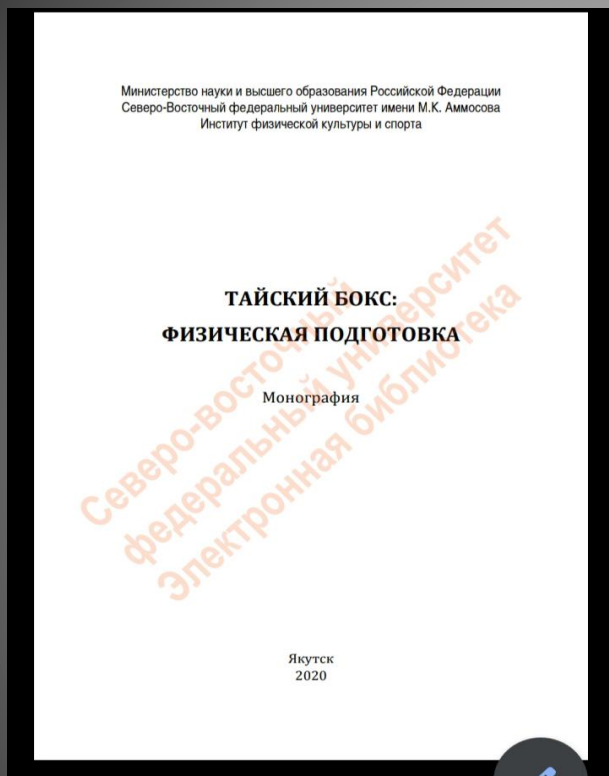 Министерство науки и высшего образования Российской Федерации
Северо-Восточный федеральный университет имени М.К. Аммосова
Институт физической культуры и спорта
ТАЙСКИЙ БОКС:
ФИЗИЧЕСКАЯ ПОДГОТОВКА
Монография
Северо-восточный
федеральный университет
Электронная библиотека
Якутск
2020